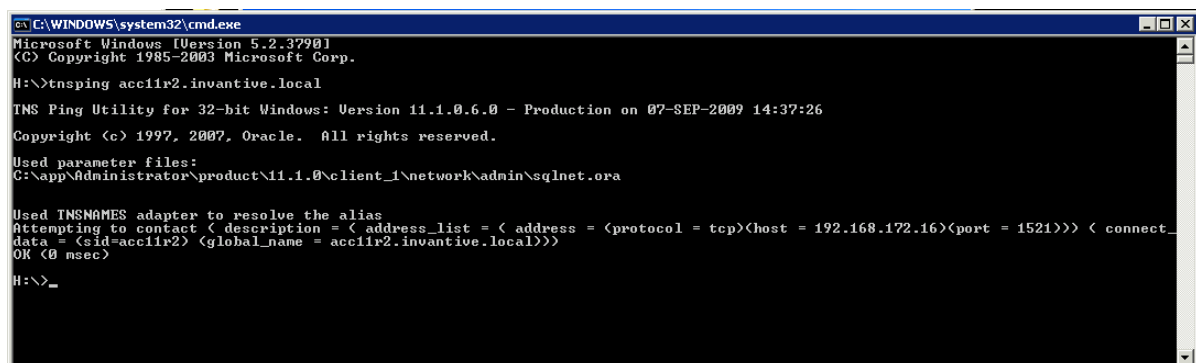 C:\WINDOWS\system32\cmd.exe
Microsoft Windows [Version 5.2.3790]
(C) Copyright 1985-2003 Microsoft Corp.
H:\>tnsping acc11r2.invantive.local
TNS Ping Utility for 32-bit Windows: Version 11.1.0.6.0 - Production on 07-SEP-2009 14:37:26
Copyright (c) 1997, 2007, Oracle.  All rights reserved.
Used parameter files:
C:\app\Administrator\product\11.1.0\client_1\network\admin\sqlnet.ora
Used TNSNAMES adapter to resolve the alias
Attempting to contact ( description = ( address_list = ( address = (protocol = tcp)(host = 192.168.172.16)(port = 1521))) ( connect_
data = (sid=acc11r2) (global_name = acc11r2.invantive.local)))
OK (0 msec)
H:\>_